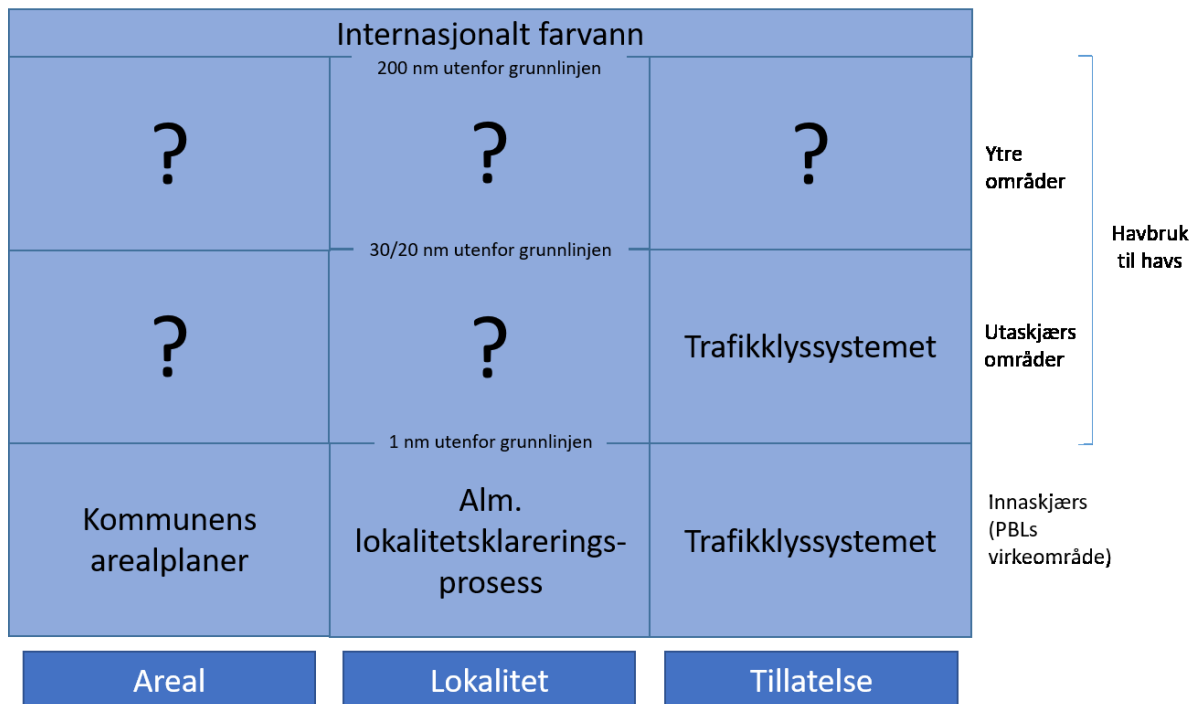 Internasjonalt farvann
200 nm utenfor grunnlinjen
?
?
?
Ytre
områder
30/20 nm utenfor grunnlinjen
Havbruk
til havs
?
?
Trafikklyssystemet
Utaskjærs
områder
1 nm utenfor grunnlinjen
Kommunens
arealplaner
Alm.
lokalitetsklarerings-
prosess
Trafikklyssystemet
Innaskjærs
(PBLs
virkeområde)
Areal
Lokalitet
Tillatelse